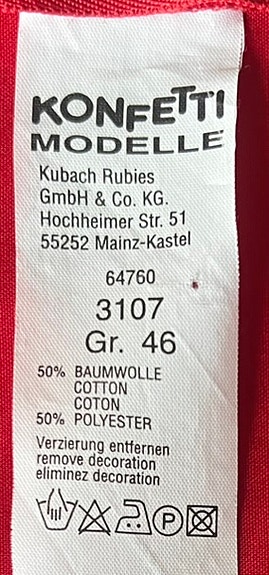 KONFETTI
MODELLE
Kubach Rubies
GmbH & Co. KG.
Hochheimer Str. 51
55252 Mainz-Kastel
64760
3107
Gr. 46
50% BAUMWOLLE
COTTON
COTON
50% POLYESTER
Verzierung entfernen
remove decoration
eliminez decoration
P